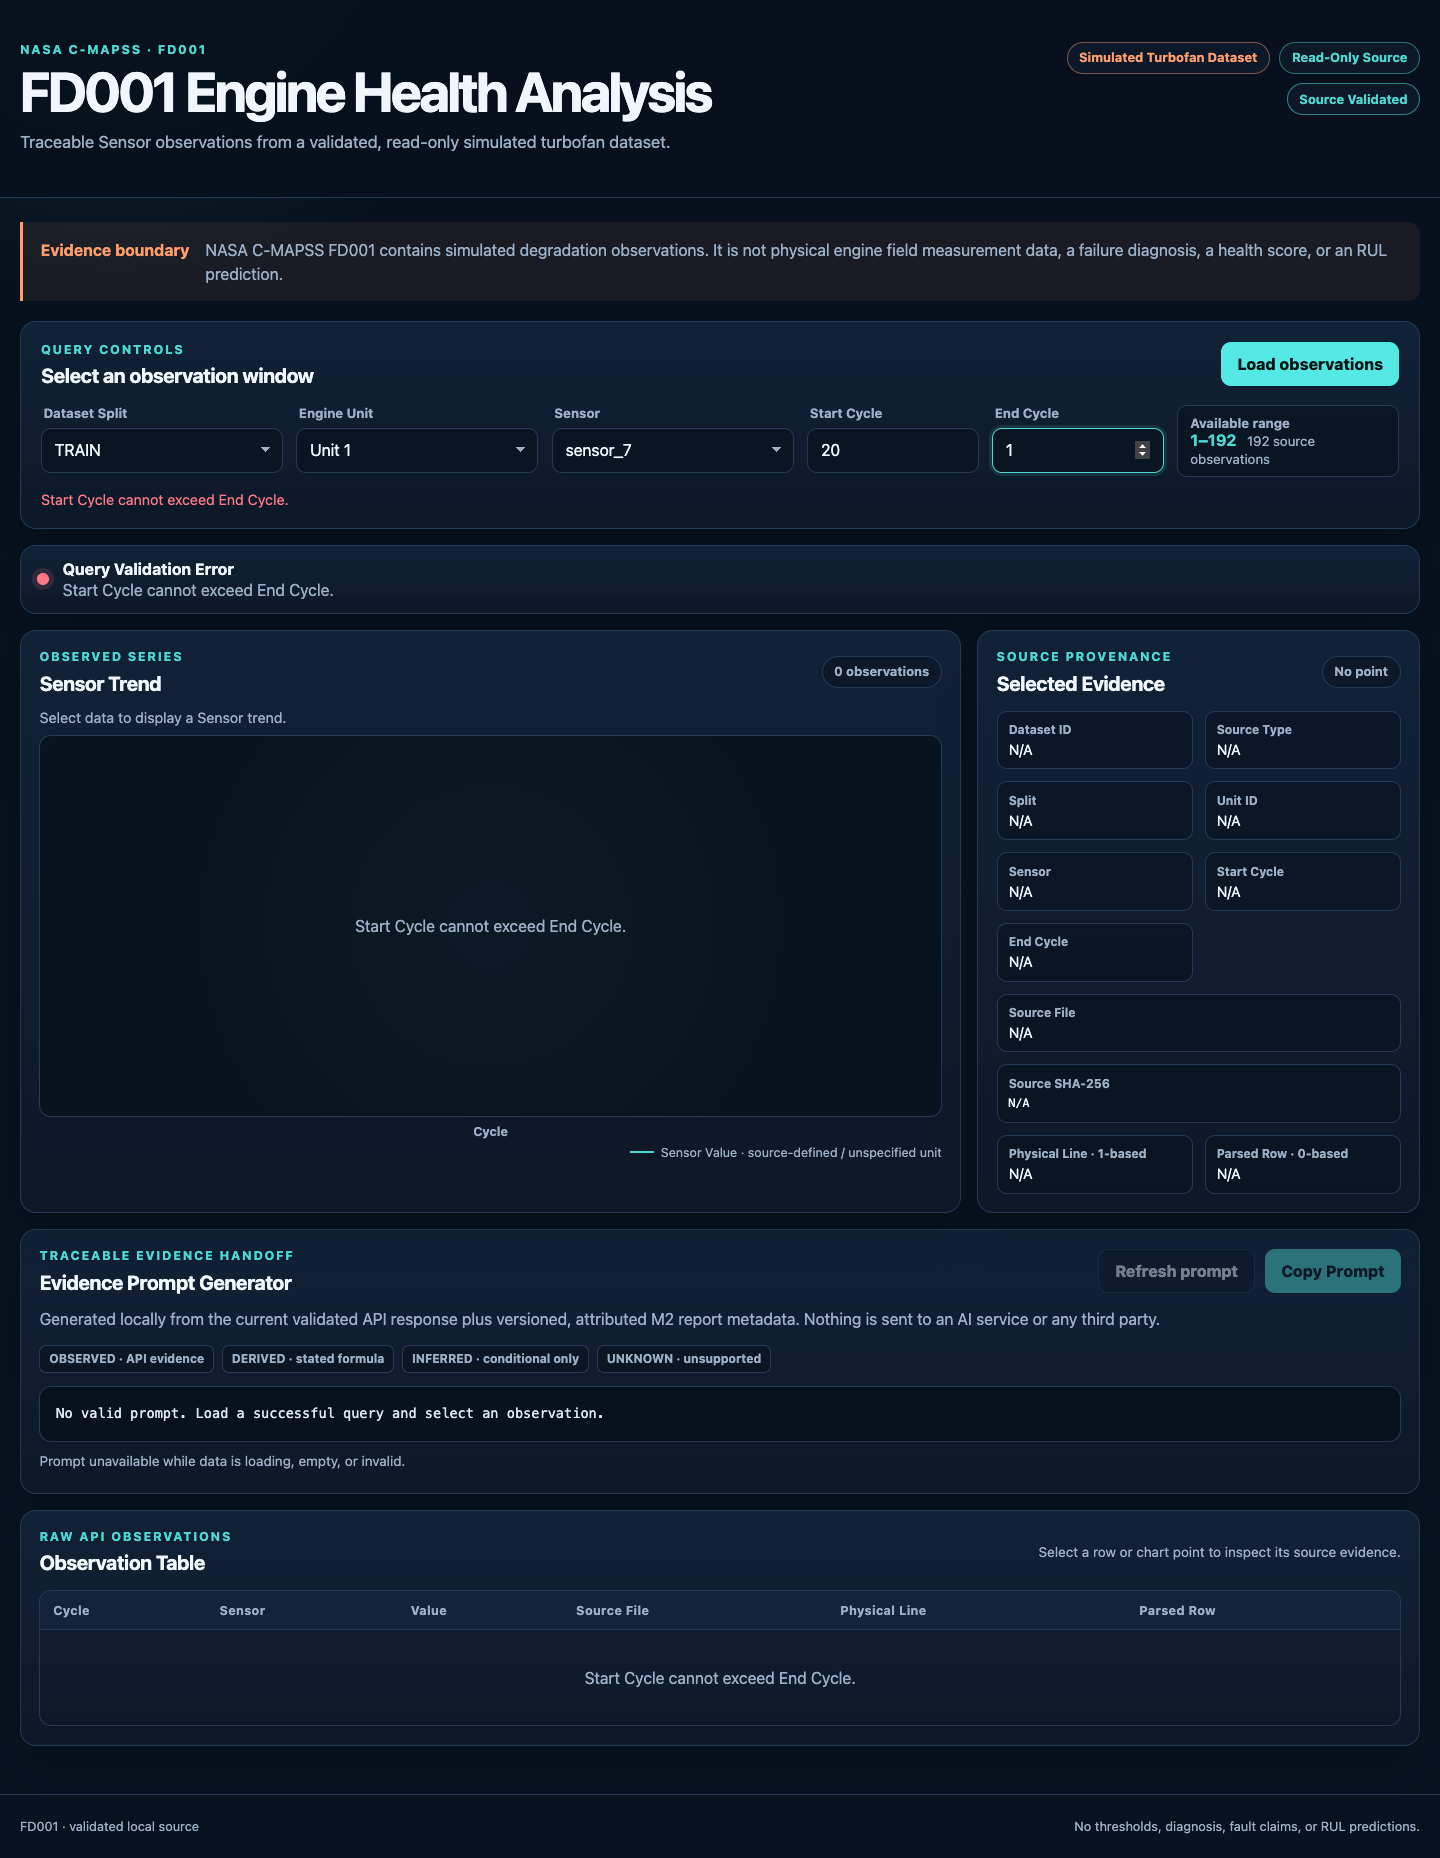 NASA C-MAPSS · FD001
FD001 Engine Health Analysis
Traceable Sensor observations from a validated, read-only simulated turbofan dataset.
Simulated Turbofan Dataset
Read-Only Source
Source Validated
Evidence boundary
NASA C-MAPSS FD001 contains simulated degradation observations. It is not physical engine field measurement data, a failure diagnosis, a health score, or an RUL
prediction.
QUERY CONTROLS
Select an observation window
Load observations
Dataset Split
TRAIN
Engine Unit
Unit 1
Sensor
sensor_7
Start Cycle
20
End Cycle
1
Available range
1–192 192 source
observations
Start Cycle cannot exceed End Cycle.
Query Validation Error
Start Cycle cannot exceed End Cycle.
OBSERVED SERIES
Sensor Trend
0 observations
Select data to display a Sensor trend.
Start Cycle cannot exceed End Cycle.
Cycle
Sensor Value · source-defined / unspecified unit
SOURCE PROVENANCE
Selected Evidence
No point
Dataset ID
N/A
Source Type
N/A
Split
N/A
Unit ID
N/A
Sensor
N/A
Start Cycle
N/A
End Cycle
N/A
Source File
N/A
Source SHA-256
N/A
Physical Line · 1-based
N/A
Parsed Row · 0-based
N/A
TRACEABLE EVIDENCE HANDOFF
Evidence Prompt Generator
Refresh prompt
Copy Prompt
Generated locally from the current validated API response plus versioned, attributed M2 report metadata. Nothing is sent to an AI service or any third party.
OBSERVED · API evidence
DERIVED · stated formula
INFERRED · conditional only
UNKNOWN · unsupported
No valid prompt. Load a successful query and select an observation.
Prompt unavailable while data is loading, empty, or invalid.
RAW API OBSERVATIONS
Observation Table
Select a row or chart point to inspect its source evidence.
Cycle Sensor Value Source File Physical Line Parsed Row
Start Cycle cannot exceed End Cycle.
FD001 · validated local source
No thresholds, diagnosis, fault claims, or RUL predictions.